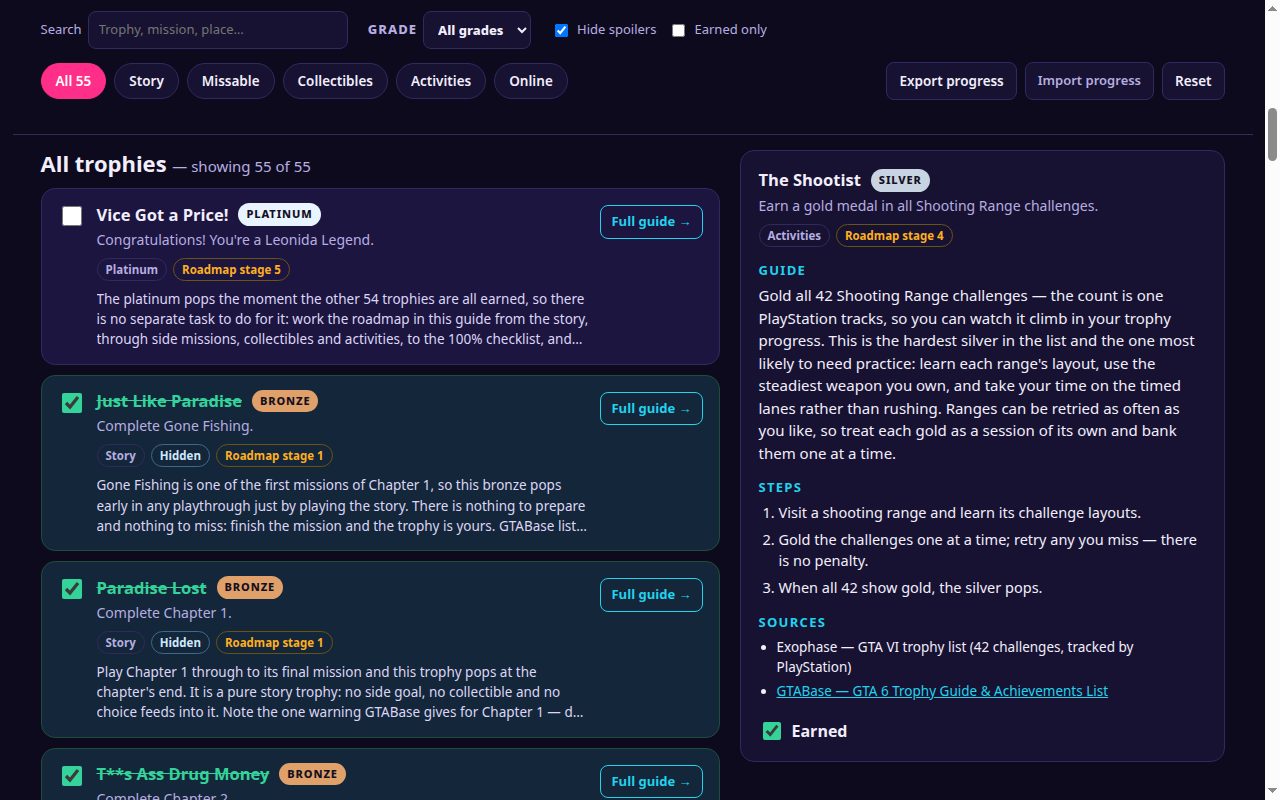 Search
Trophy, mission, place...
GRADE
All grades
Hide spoilers
Earned only
All 55
Story
Missable
Collectibles
Activities
Online
Export progress
Import progress
Reset
All trophies — showing 55 of 55
Vice Got a Price! PLATINUM
Full guide →
Congratulations! You're a Leonida Legend.
Platinum
Roadmap stage 5
The platinum pops the moment the other 54 trophies are all earned, so there
is no separate task to do for it: work the roadmap in this guide from the story,
through side missions, collectibles and activities, to the 100% checklist, and...
Just Like Paradise BRONZE
Full guide →
Complete Gone Fishing.
Story
Hidden
Roadmap stage 1
Gone Fishing is one of the first missions of Chapter 1, so this bronze pops
early in any playthrough just by playing the story. There is nothing to prepare
and nothing to miss: finish the mission and the trophy is yours. GTABase list...
Paradise Lost BRONZE
Full guide →
Complete Chapter 1.
Story
Hidden
Roadmap stage 1
Play Chapter 1 through to its final mission and this trophy pops at the
chapter's end. It is a pure story trophy: no side goal, no collectible and no
choice feeds into it. Note the one warning GTABase gives for Chapter 1 — d...
T**s Ass Drug Money BRONZE
Full guide →
Complete Chapter 2.
The Shootist SILVER
Earn a gold medal in all Shooting Range challenges.
Activities
Roadmap stage 4
GUIDE
Gold all 42 Shooting Range challenges — the count is one
PlayStation tracks, so you can watch it climb in your trophy
progress. This is the hardest silver in the list and the one most
likely to need practice: learn each range's layout, use the
steadiest weapon you own, and take your time on the timed
lanes rather than rushing. Ranges can be retried as often as
you like, so treat each gold as a session of its own and bank
them one at a time.
STEPS
1. Visit a shooting range and learn its challenge layouts.
2. Gold the challenges one at a time; retry any you miss — there
is no penalty.
3. When all 42 show gold, the silver pops.
SOURCES
• Exophase — GTA VI trophy list (42 challenges, tracked by
PlayStation)
• GTABase — GTA 6 Trophy Guide & Achievements List
Earned